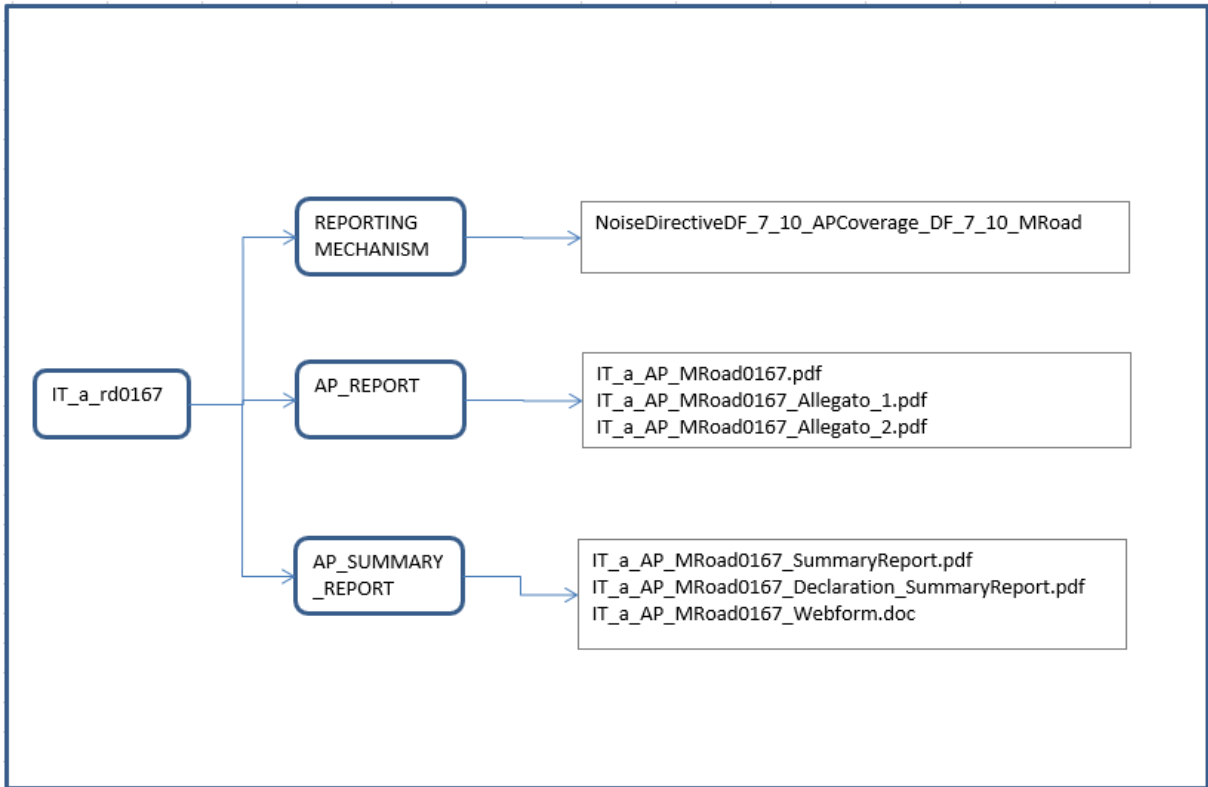 REPORTING
MECHANISM
NoiseDirectiveDF_7_10_APCoverage_DF_7_10_MRoad
IT_a_rd0167
AP_REPORT
IT_a_AP_MRoad0167.pdf
IT_a_AP_MRoad0167_Allegato_1.pdf
IT_a_AP_MRoad0167_Allegato_2.pdf
AP_SUMMARY
_REPORT
IT_a_AP_MRoad0167_SummaryReport.pdf
IT_a_AP_MRoad0167_Declaration_SummaryReport.pdf
IT_a_AP_MRoad0167_Webform.doc